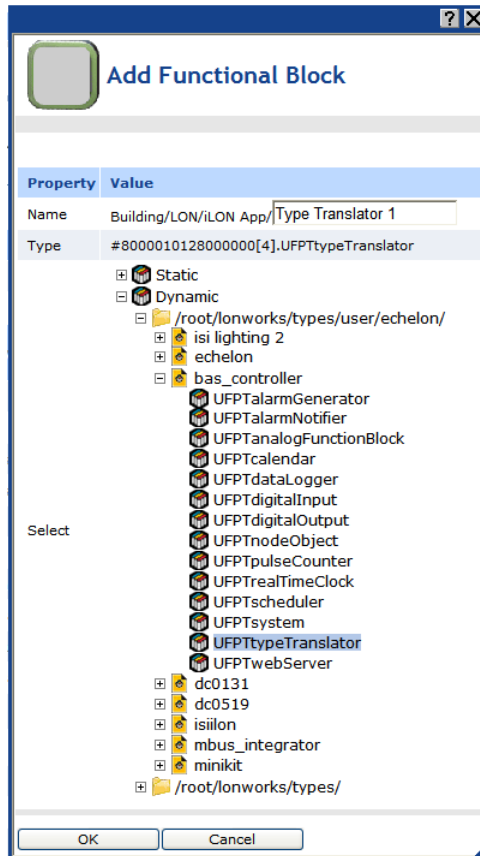 ?
Add Functional Block
Property Value
Name Building/LON/iLON App/ Type Translator 1
Type #8000010128000000[4].UFPTtypeTranslator
Static
Dynamic
/root/lonworks/types/user/echelon/
isi lighting 2
echelon
bas_controller
UFPTalarmGenerator
UFPTalarmNotifier
UFPTanalogFunctionBlock
UFPTcalendar
UFPTdataLogger
UFPTdigitalInput
UFPTdigitalOutput
Select
UFPTnodeObject
UFPTpulseCounter
UFPTrealTimeClock
UFPTscheduler
UFPTsystem
UFPTtypeTranslator
UFPTwebServer
dc0131
dc0519
isiilon
mbus_integrator
minikit
/root/lonworks/types/
OK Cancel